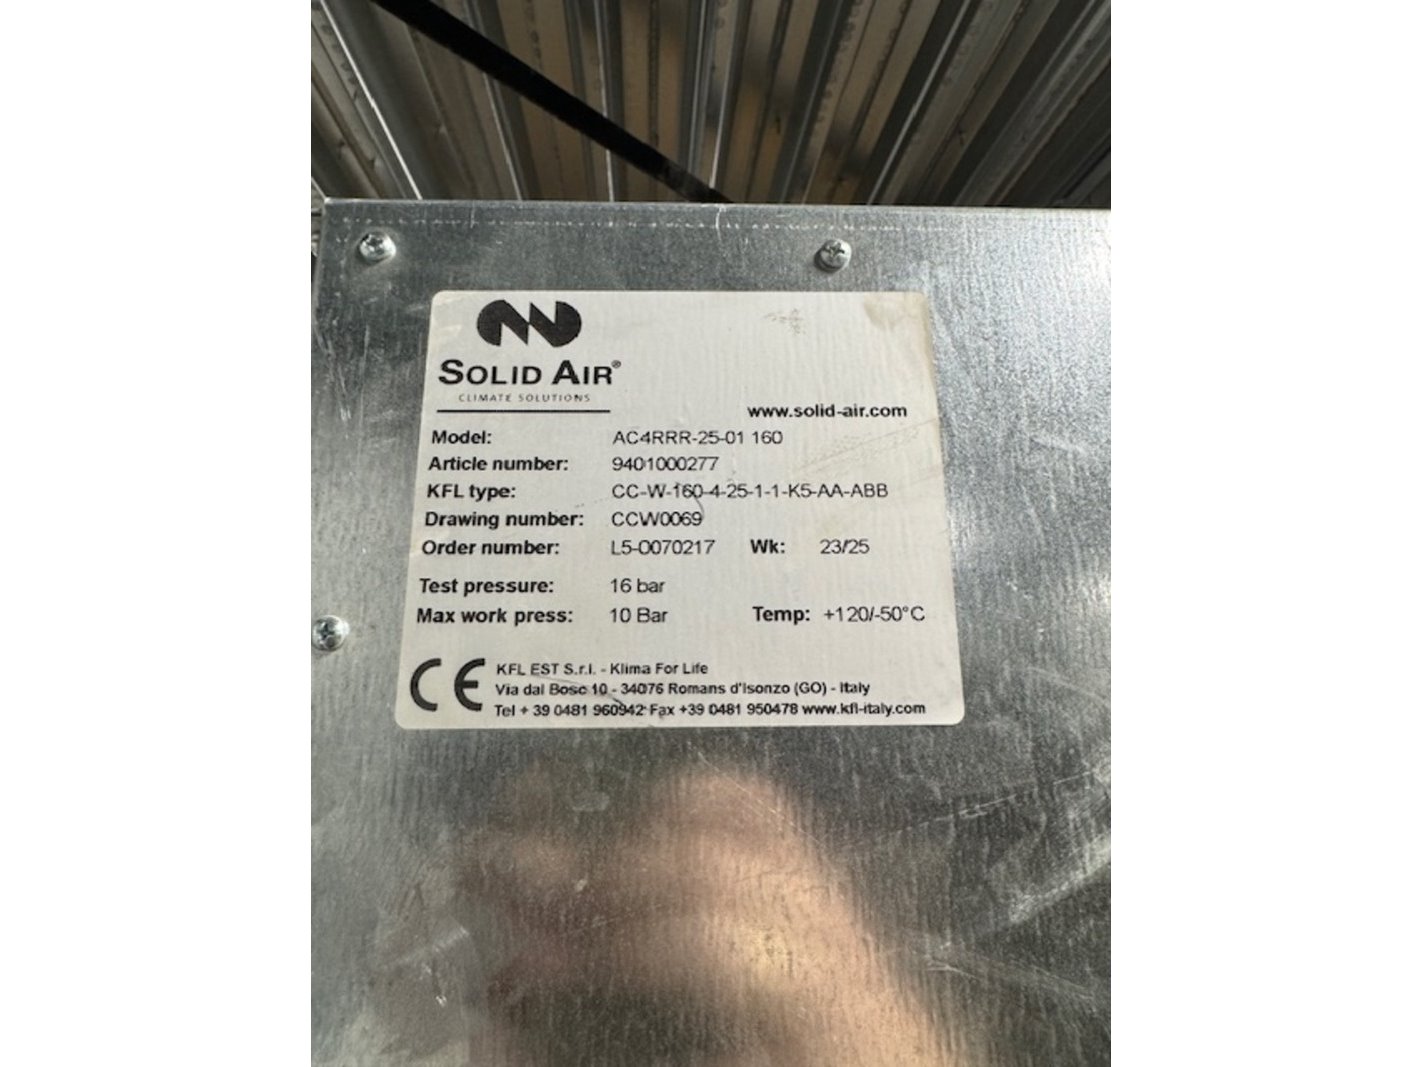 SOLID AIR®
CLIMATE SOLUTIONS
www.solid-air.com
Model: AC4RRR-25-01 160
Article number: 9401000277
KFL type: CC-W-160-4-25-1-1-K5-AA-ABB
Drawing number: CCW0069
Order number: L5-O070217 Wk: 23/25
Test pressure: 16 bar
Max work press: 10 Bar Temp: +120/-50°C
CE KFL EST S.r.l. - Klima For Life
Via dal Bosc 10 - 34076 Romans d'Isonzo (GO) - Italy
Tel + 39 0481 960942 Fax +39 0481 950478 www.kfl-italy.com